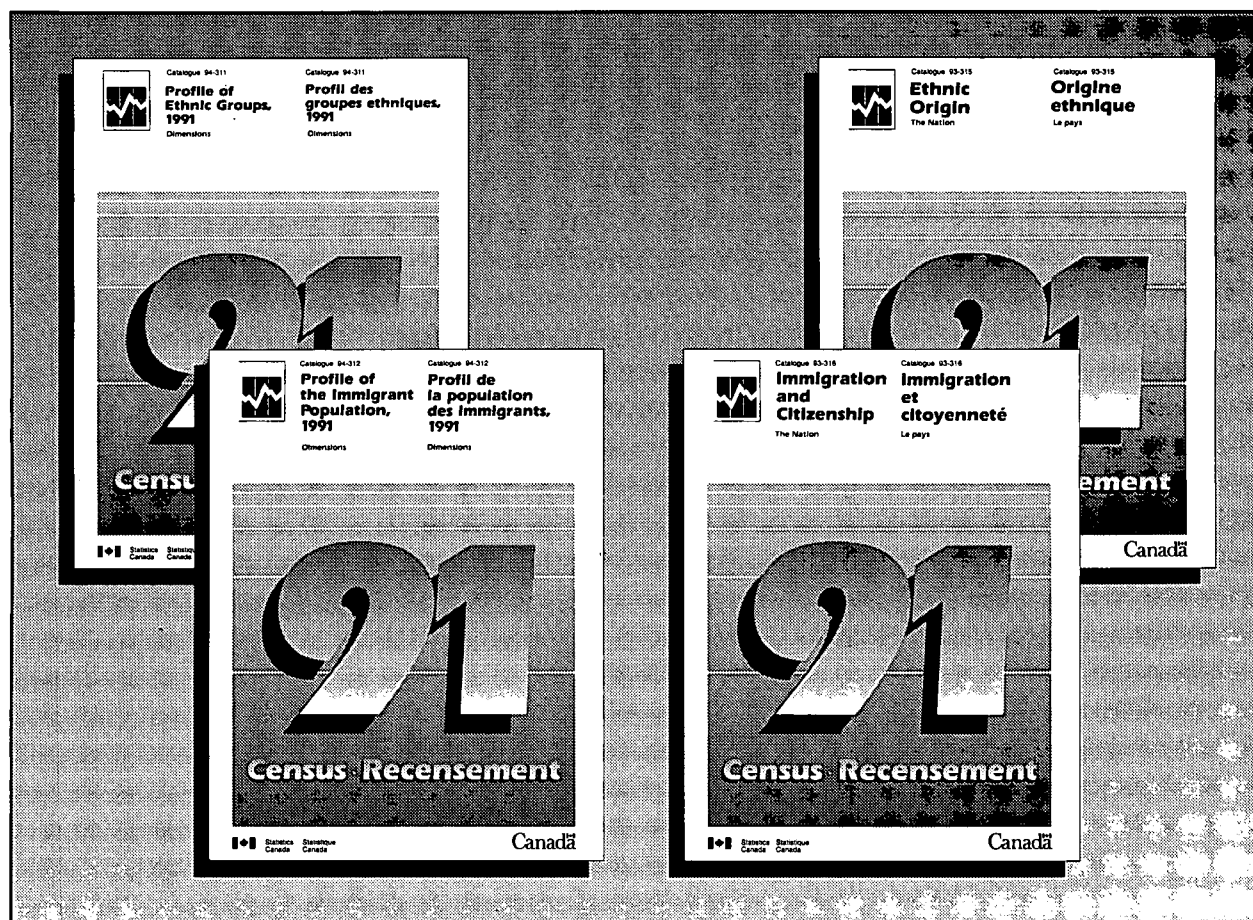 Catalogue 94-311
Profile of
Ethnic Groups,
1991
Dimensions
Catalogue 94-311
Profil des
groupes ethniques,
1991
Dimensions
91
Statistics
Canada
Catalogue 93-315
Ethnic
Origin
The Nation
Catalogue 93-315
Origine
ethnique
Le pays
Canada
Catalogue 94-312
Profile of
the Immigrant
Population,
1991
Dimensions
Catalogue 94-312
Profil de
la population
des immigrants,
1991
Dimensions
91
Census · Recensement
Statistics Statistique
Canada Canada
Canada
Catalogue 93-316
Immigration
and
Citizenship
The Nation
Catalogue 93-316
Immigration
et
citoyenneté
Le pays
91
Census · Recensement
Statistics Statistique
Canada Canada
Canada